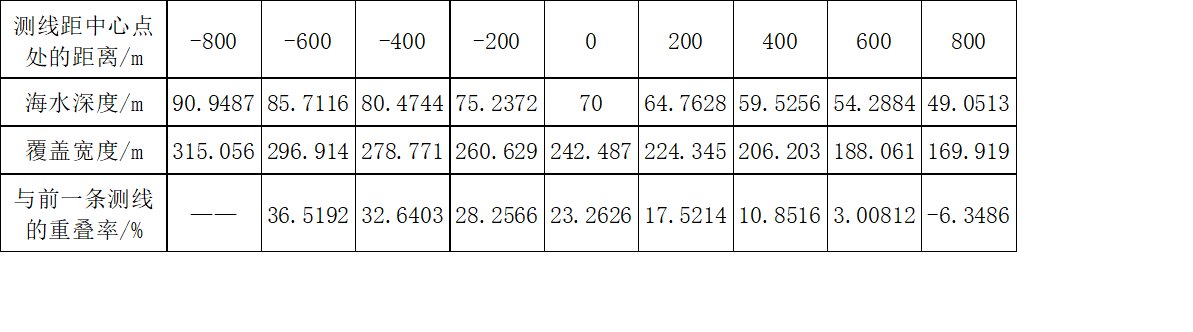 测线距中心点
处的距离/m -800 -600 -400 -200 0 200 400 600 800
海水深度/m 90.9487 85.7116 80.4744 75.2372 70 64.7628 59.5256 54.2884 49.0513
覆盖宽度/m 315.056 296.914 278.771 260.629 242.487 224.345 206.203 188.061 169.919
与前一条测线
的重叠率/% —— 36.5192 32.6403 28.2566 23.2626 17.5214 10.8516 3.00812 -6.3486